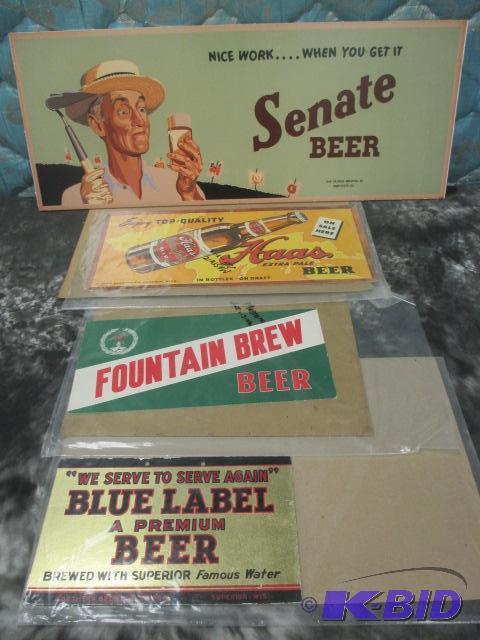 NICE WORK....WHEN YOU GET IT
Senate
BEER
Enjoy TOP-QUALITY
ON
SALE
HERE
Haas
EXTRA PALE
BEER
IN BOTTLES - ON DRAFT
FOUNTAIN BREW
BEER
"WE SERVE TO SERVE AGAIN"
BLUE LABEL
A PREMIUM
BEER
BREWED WITH SUPERIOR Famous Water
SUPERIOR, WIS.
© K-BID